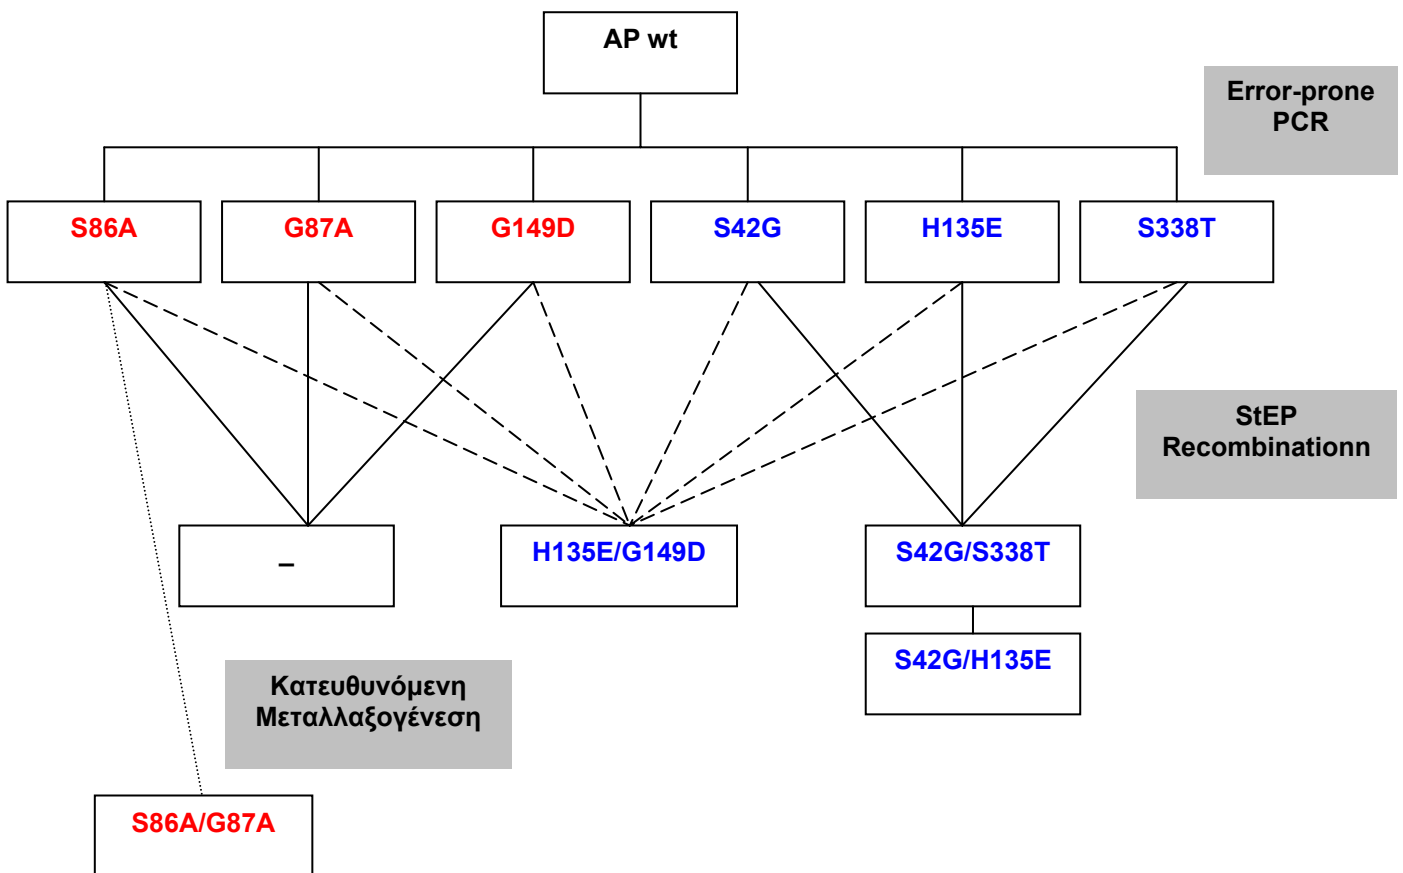 AP wt
Error-prone
PCR
S86A
G87A
G149D
S42G
H135E
S338T
StEP
Recombinationn
–
H135E/G149D
S42G/S338T
S42G/H135E
Κατευθυνόμενη
Μεταλλαξογένεση
S86A/G87A